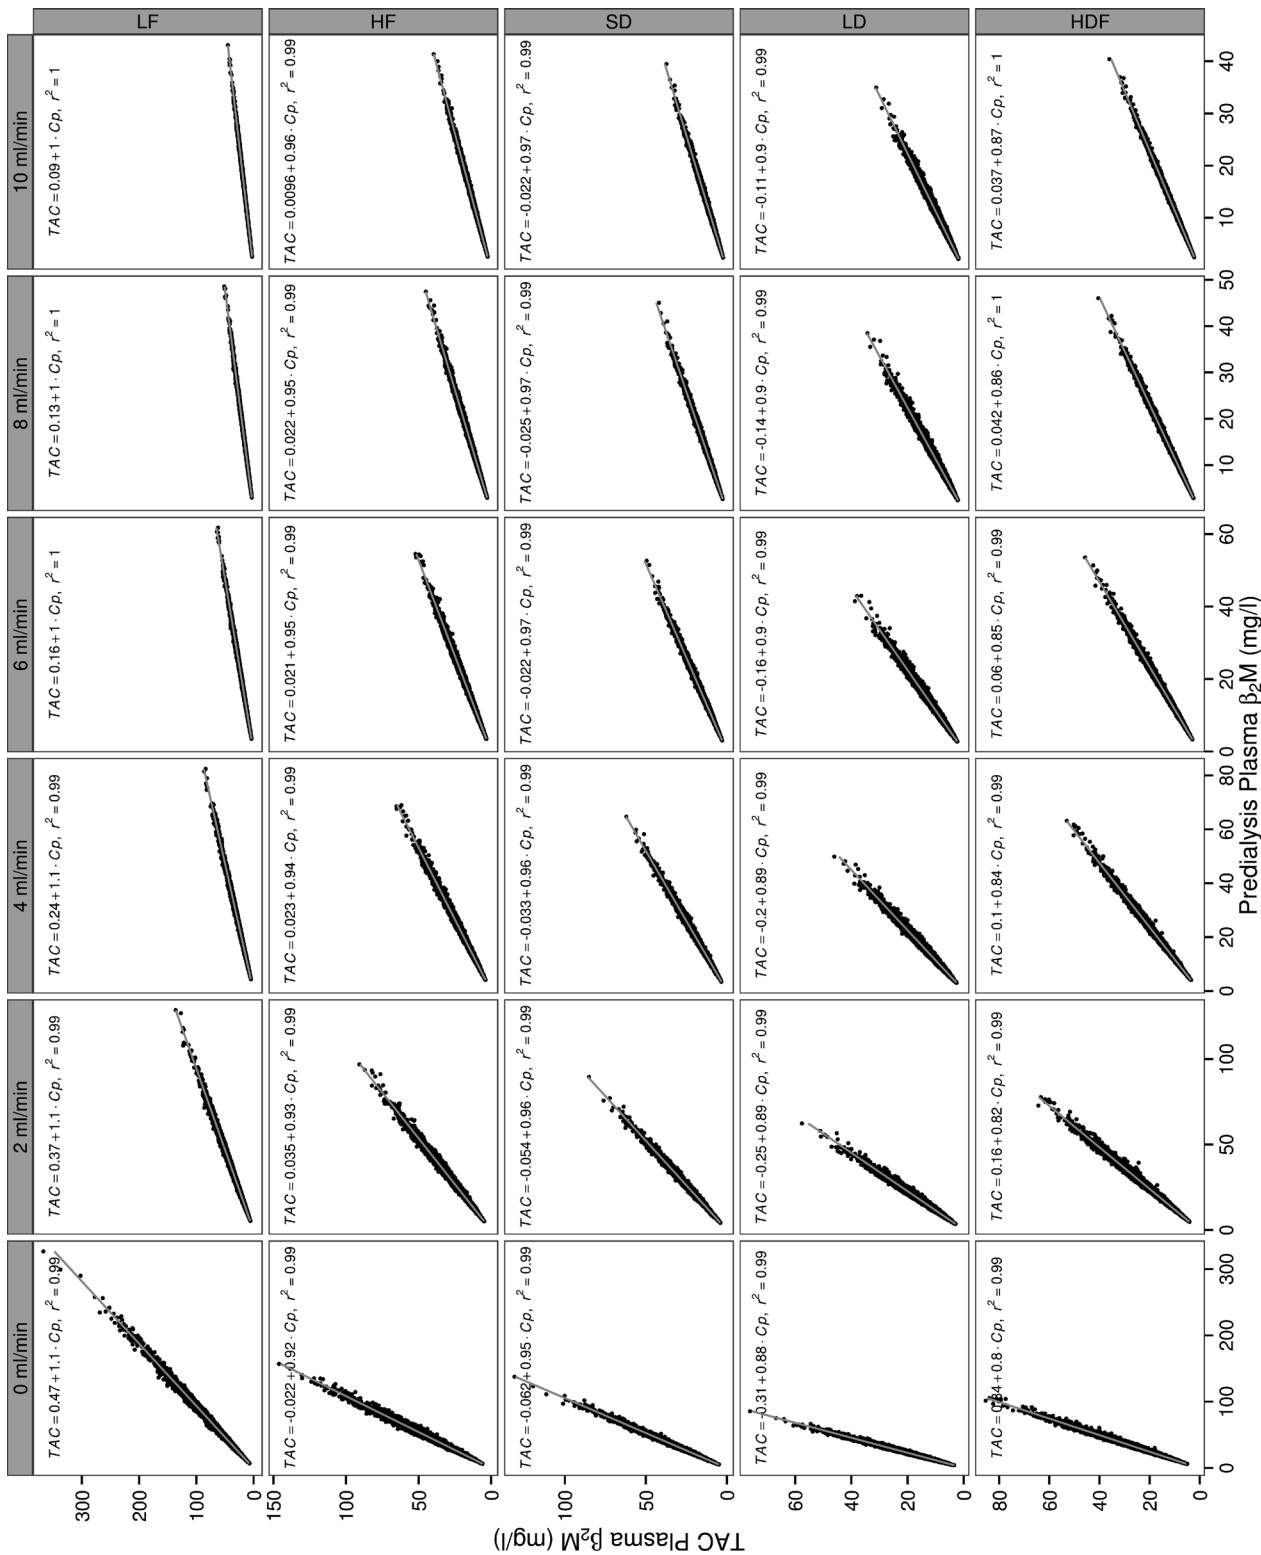 0 ml/min
2 ml/min
4 ml/min
6 ml/min
8 ml/min
10 ml/min
TAC = 0.47+1.1· Cp, r² = 0.99
TAC = 0.37+1.1· Cp, r² = 0.99
TAC = 0.24+1.1· Cp, r² = 0.99
TAC = 0.16+1· Cp, r² = 1
TAC = 0.13+1· Cp, r² = 1
TAC = 0.09+1· Cp, r² = 1
LF
300
200
100
0
TAC = -0.022+0.92· Cp, r² = 0.99
TAC = 0.035+0.93· Cp, r² = 0.99
TAC = 0.023+0.94· Cp, r² = 0.99
TAC = 0.021+0.95· Cp, r² = 0.99
TAC = 0.022+0.95· Cp, r² = 0.99
TAC = 0.0096+0.96· Cp, r² = 0.99
HF
150
100
50
0
TAC = -0.062+0.95· Cp, r² = 0.99
TAC = -0.054+0.96· Cp, r² = 0.99
TAC = -0.033+0.96· Cp, r² = 0.99
TAC = -0.022+0.97· Cp, r² = 0.99
TAC = -0.025+0.97· Cp, r² = 0.99
TAC = -0.022+0.97· Cp, r² = 0.99
SD
100
50
0
TAC = +0.88· Cp, r² = 0.99
TAC = -0.25+0.89· Cp, r² = 0.99
TAC = -0.2+0.89· Cp, r² = 0.99
TAC = -0.16+0.9· Cp, r² = 0.99
TAC = -0.14+0.9· Cp, r² = 0.99
TAC = -0.11+0.9· Cp, r² = 0.99
LD
60
40
20
0
TAC = +0.8· Cp, r² = 0.99
TAC = 0.16+0.82· Cp, r² = 0.99
TAC = 0.1+0.84· Cp, r² = 0.99
TAC = 0.06+0.85· Cp, r² = 0.99
TAC = 0.042+0.86· Cp, r² = 1
TAC = 0.037+0.87· Cp, r² = 1
HDF
80
60
40
20
0
TAC Plasma β₂M (mg/l)
0 100 200 300
0 50 100
0 20 40 60 80
0 20 40 60
10 20 30 40 50
10 20 30 40
Predialysis Plasma β₂M (mg/l)